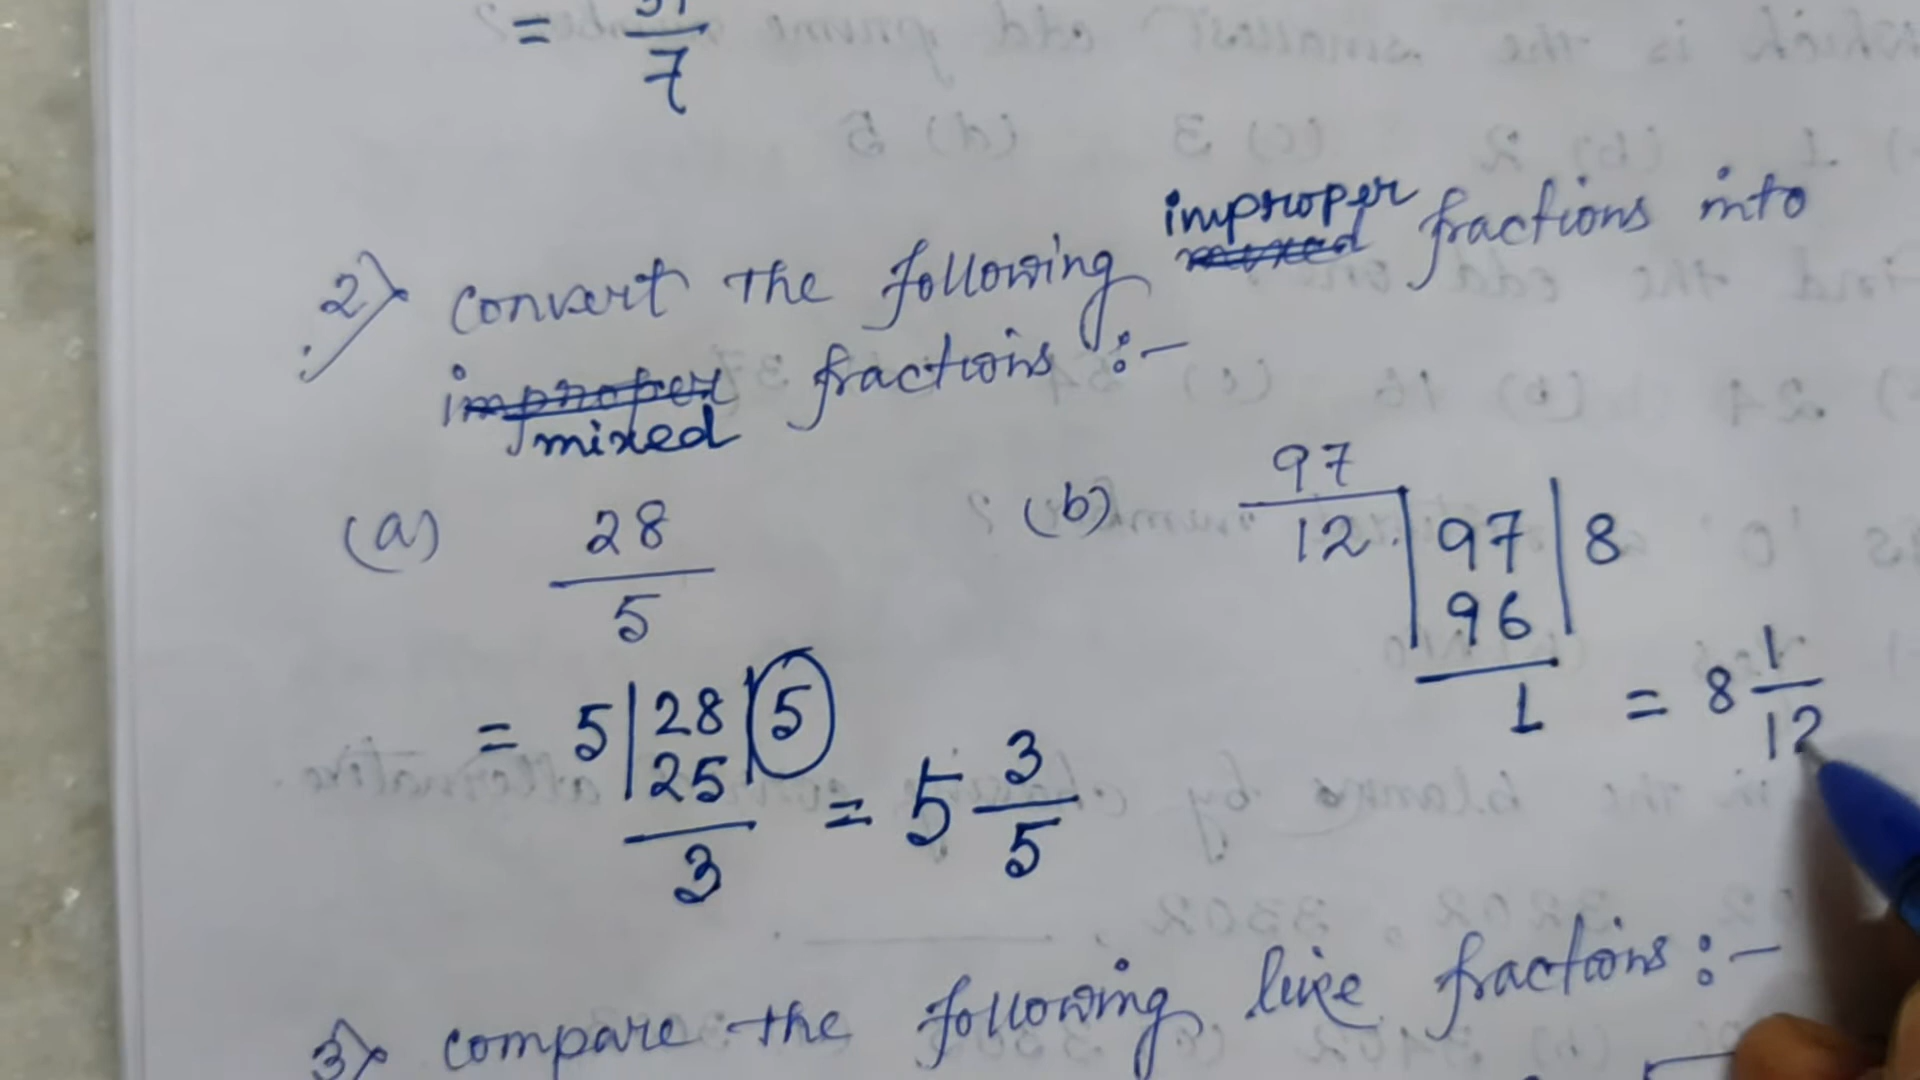 = /7
2) convert the following improper fractions into
mixed fractions :-
(a) 28/5
(b) 97/12
12 | 97 | 8
96
1 = 8 1/12
= 5 | 28 | 5
25
3 = 5 3/5
3) compare the following like fractions :-